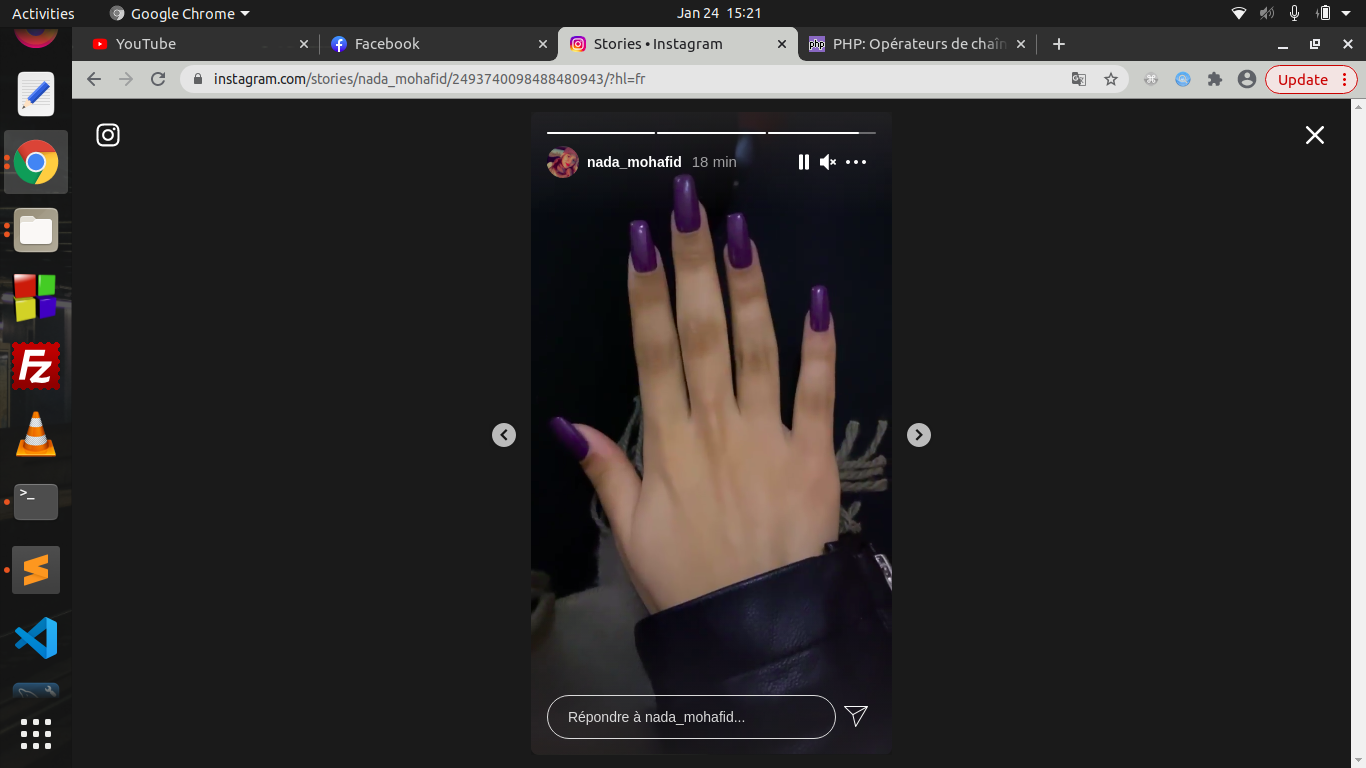 Activities
Google Chrome
Jan 24 15:21
YouTube
Facebook
Stories • Instagram
PHP: Opérateurs de chaîn
instagram.com/stories/nada_mohafid/2493740098488480943/?hl=fr
Update
nada_mohafid 18 min
Fz
>_
Répondre à nada_mohafid...